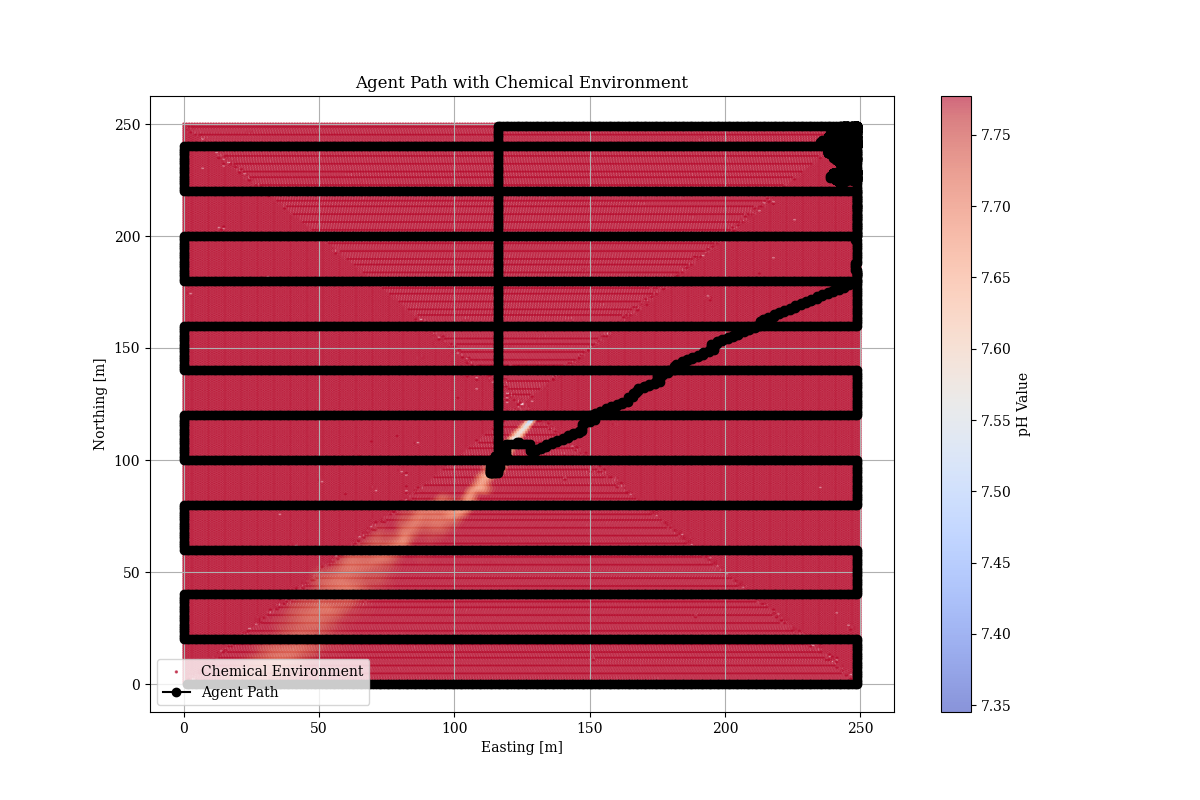 Agent Path with Chemical Environment
Northing [m]
250
200
150
100
50
0
0 50 100 150 200 250
Easting [m]
Chemical Environment
Agent Path
7.75
7.70
7.65
7.60
7.55
7.50
7.45
7.40
7.35
pH Value